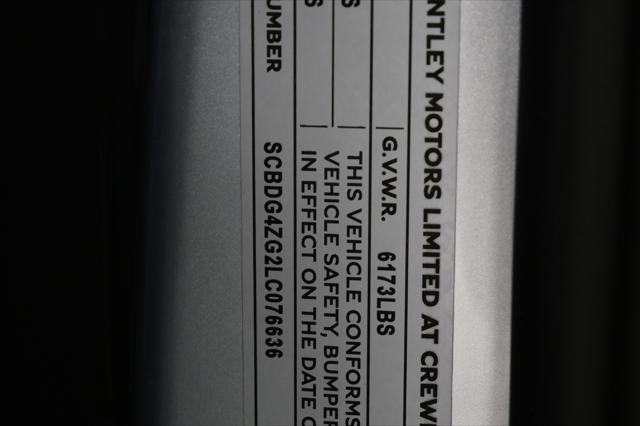 NTLEY MOTORS LIMITED AT CREW
G.V.W.R. 6173LBS
S THIS VEHICLE CONFORMS
S VEHICLE SAFETY, BUMPER
IN EFFECT ON THE DATE O
UMBER SCBDG4ZG2LC076636